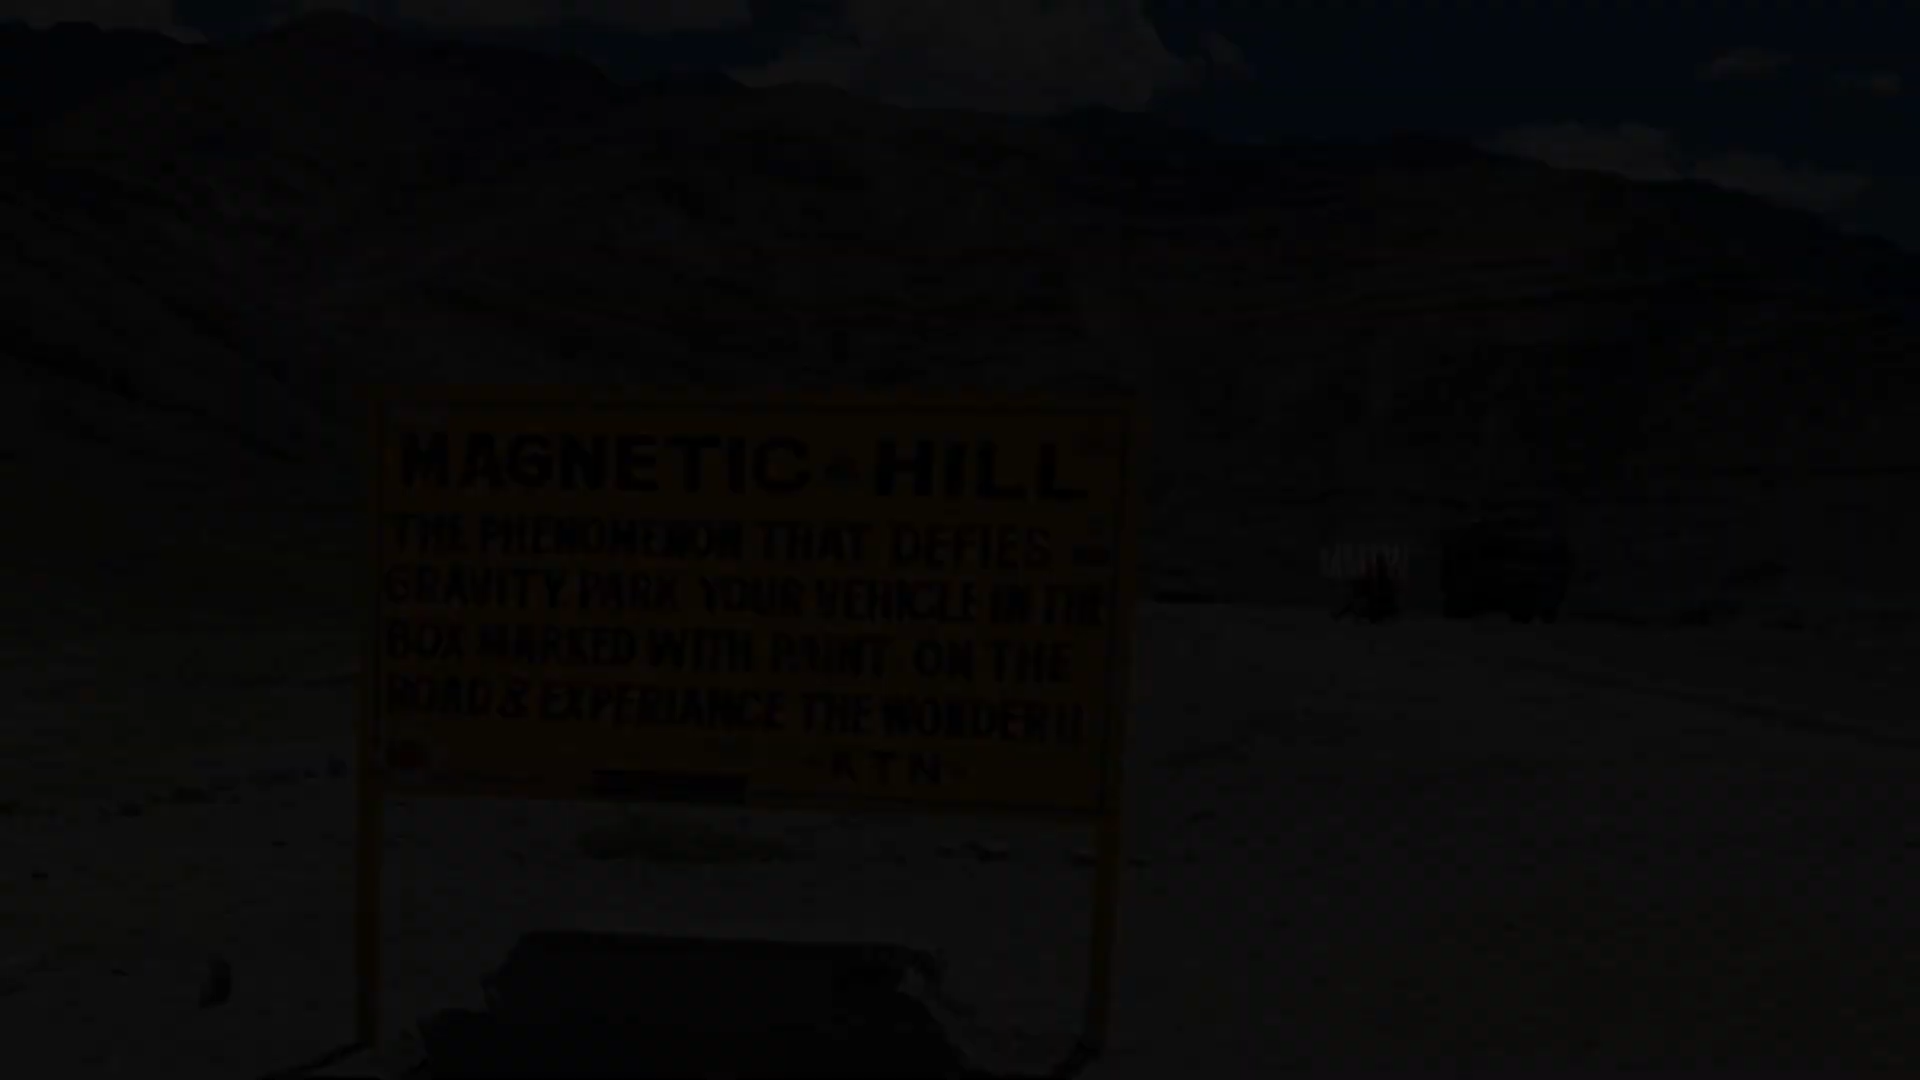 MAGNETIC HILL
THE PHENOMENON THAT DEFIES
GRAVITY PARK YOUR VEHICLE IN THE
BOX MARKED WITH PAINT ON THE
ROAD & EXPERIANCE THE WONDER